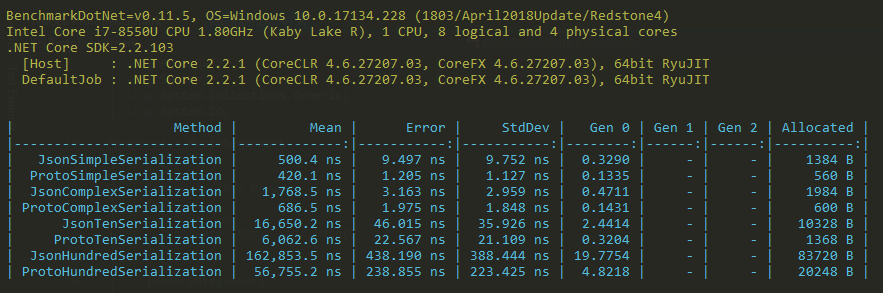 BenchmarkDotNet=v0.11.5, OS=Windows 10.0.17134.228 (1803/April2018Update/Redstone4)
Intel Core i7-8550U CPU 1.80GHz (Kaby Lake R), 1 CPU, 8 logical and 4 physical cores
.NET Core SDK=2.2.103
  [Host]     : .NET Core 2.2.1 (CoreCLR 4.6.27207.03, CoreFX 4.6.27207.03), 64bit RyuJIT
  DefaultJob : .NET Core 2.2.1 (CoreCLR 4.6.27207.03, CoreFX 4.6.27207.03), 64bit RyuJIT
|                     Method |         Mean |      Error |     StdDev |   Gen 0 | Gen 1 | Gen 2 | Allocated |
|--------------------------- |-------------:|-----------:|-----------:|--------:|------:|------:|----------:|
|    JsonSimpleSerialization |     500.4 ns |   9.497 ns |   9.752 ns |  0.3290 |     - |     - |    1384 B |
|   ProtoSimpleSerialization |     420.1 ns |   1.205 ns |   1.127 ns |  0.1335 |     - |     - |     560 B |
|   JsonComplexSerialization |   1,768.5 ns |   3.163 ns |   2.959 ns |  0.4711 |     - |     - |    1984 B |
|  ProtoComplexSerialization |     686.5 ns |   1.975 ns |   1.848 ns |  0.1431 |     - |     - |     600 B |
|       JsonTenSerialization |  16,650.2 ns |  46.015 ns |  35.926 ns |  2.4414 |     - |     - |   10328 B |
|      ProtoTenSerialization |   6,062.6 ns |  22.567 ns |  21.109 ns |  0.3204 |     - |     - |    1368 B |
|   JsonHundredSerialization | 162,853.5 ns | 438.190 ns | 388.444 ns | 19.7754 |     - |     - |   83720 B |
|  ProtoHundredSerialization |  56,755.2 ns | 238.855 ns | 223.425 ns |  4.8218 |     - |     - |   20248 B |